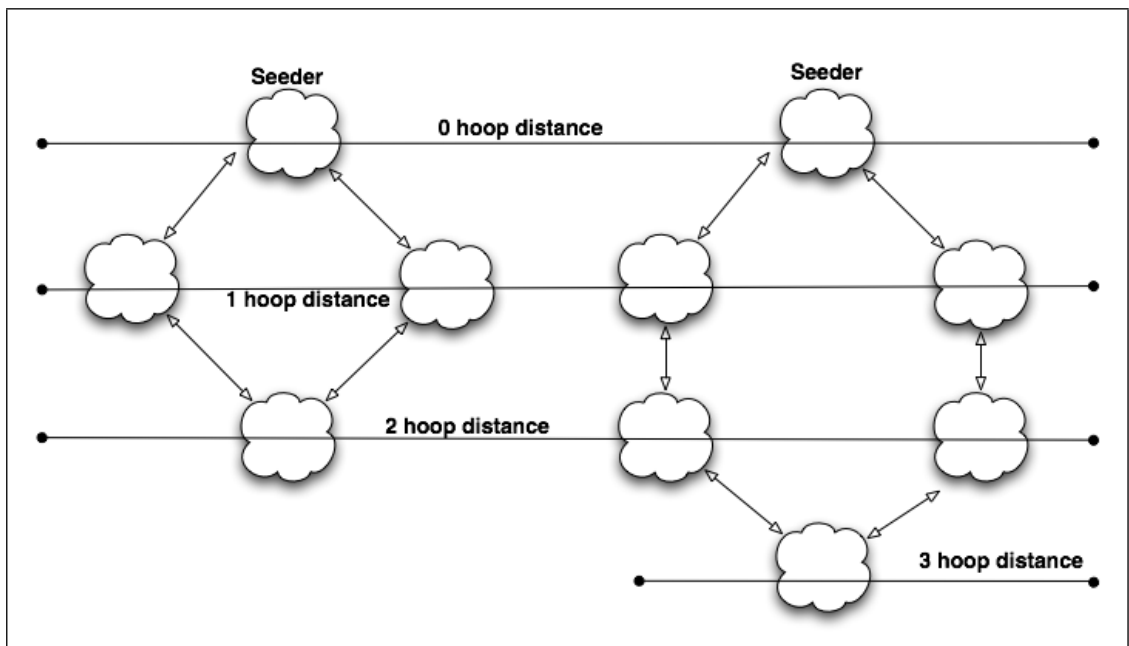 Seeder
Seeder
0 hoop distance
1 hoop distance
2 hoop distance
3 hoop distance